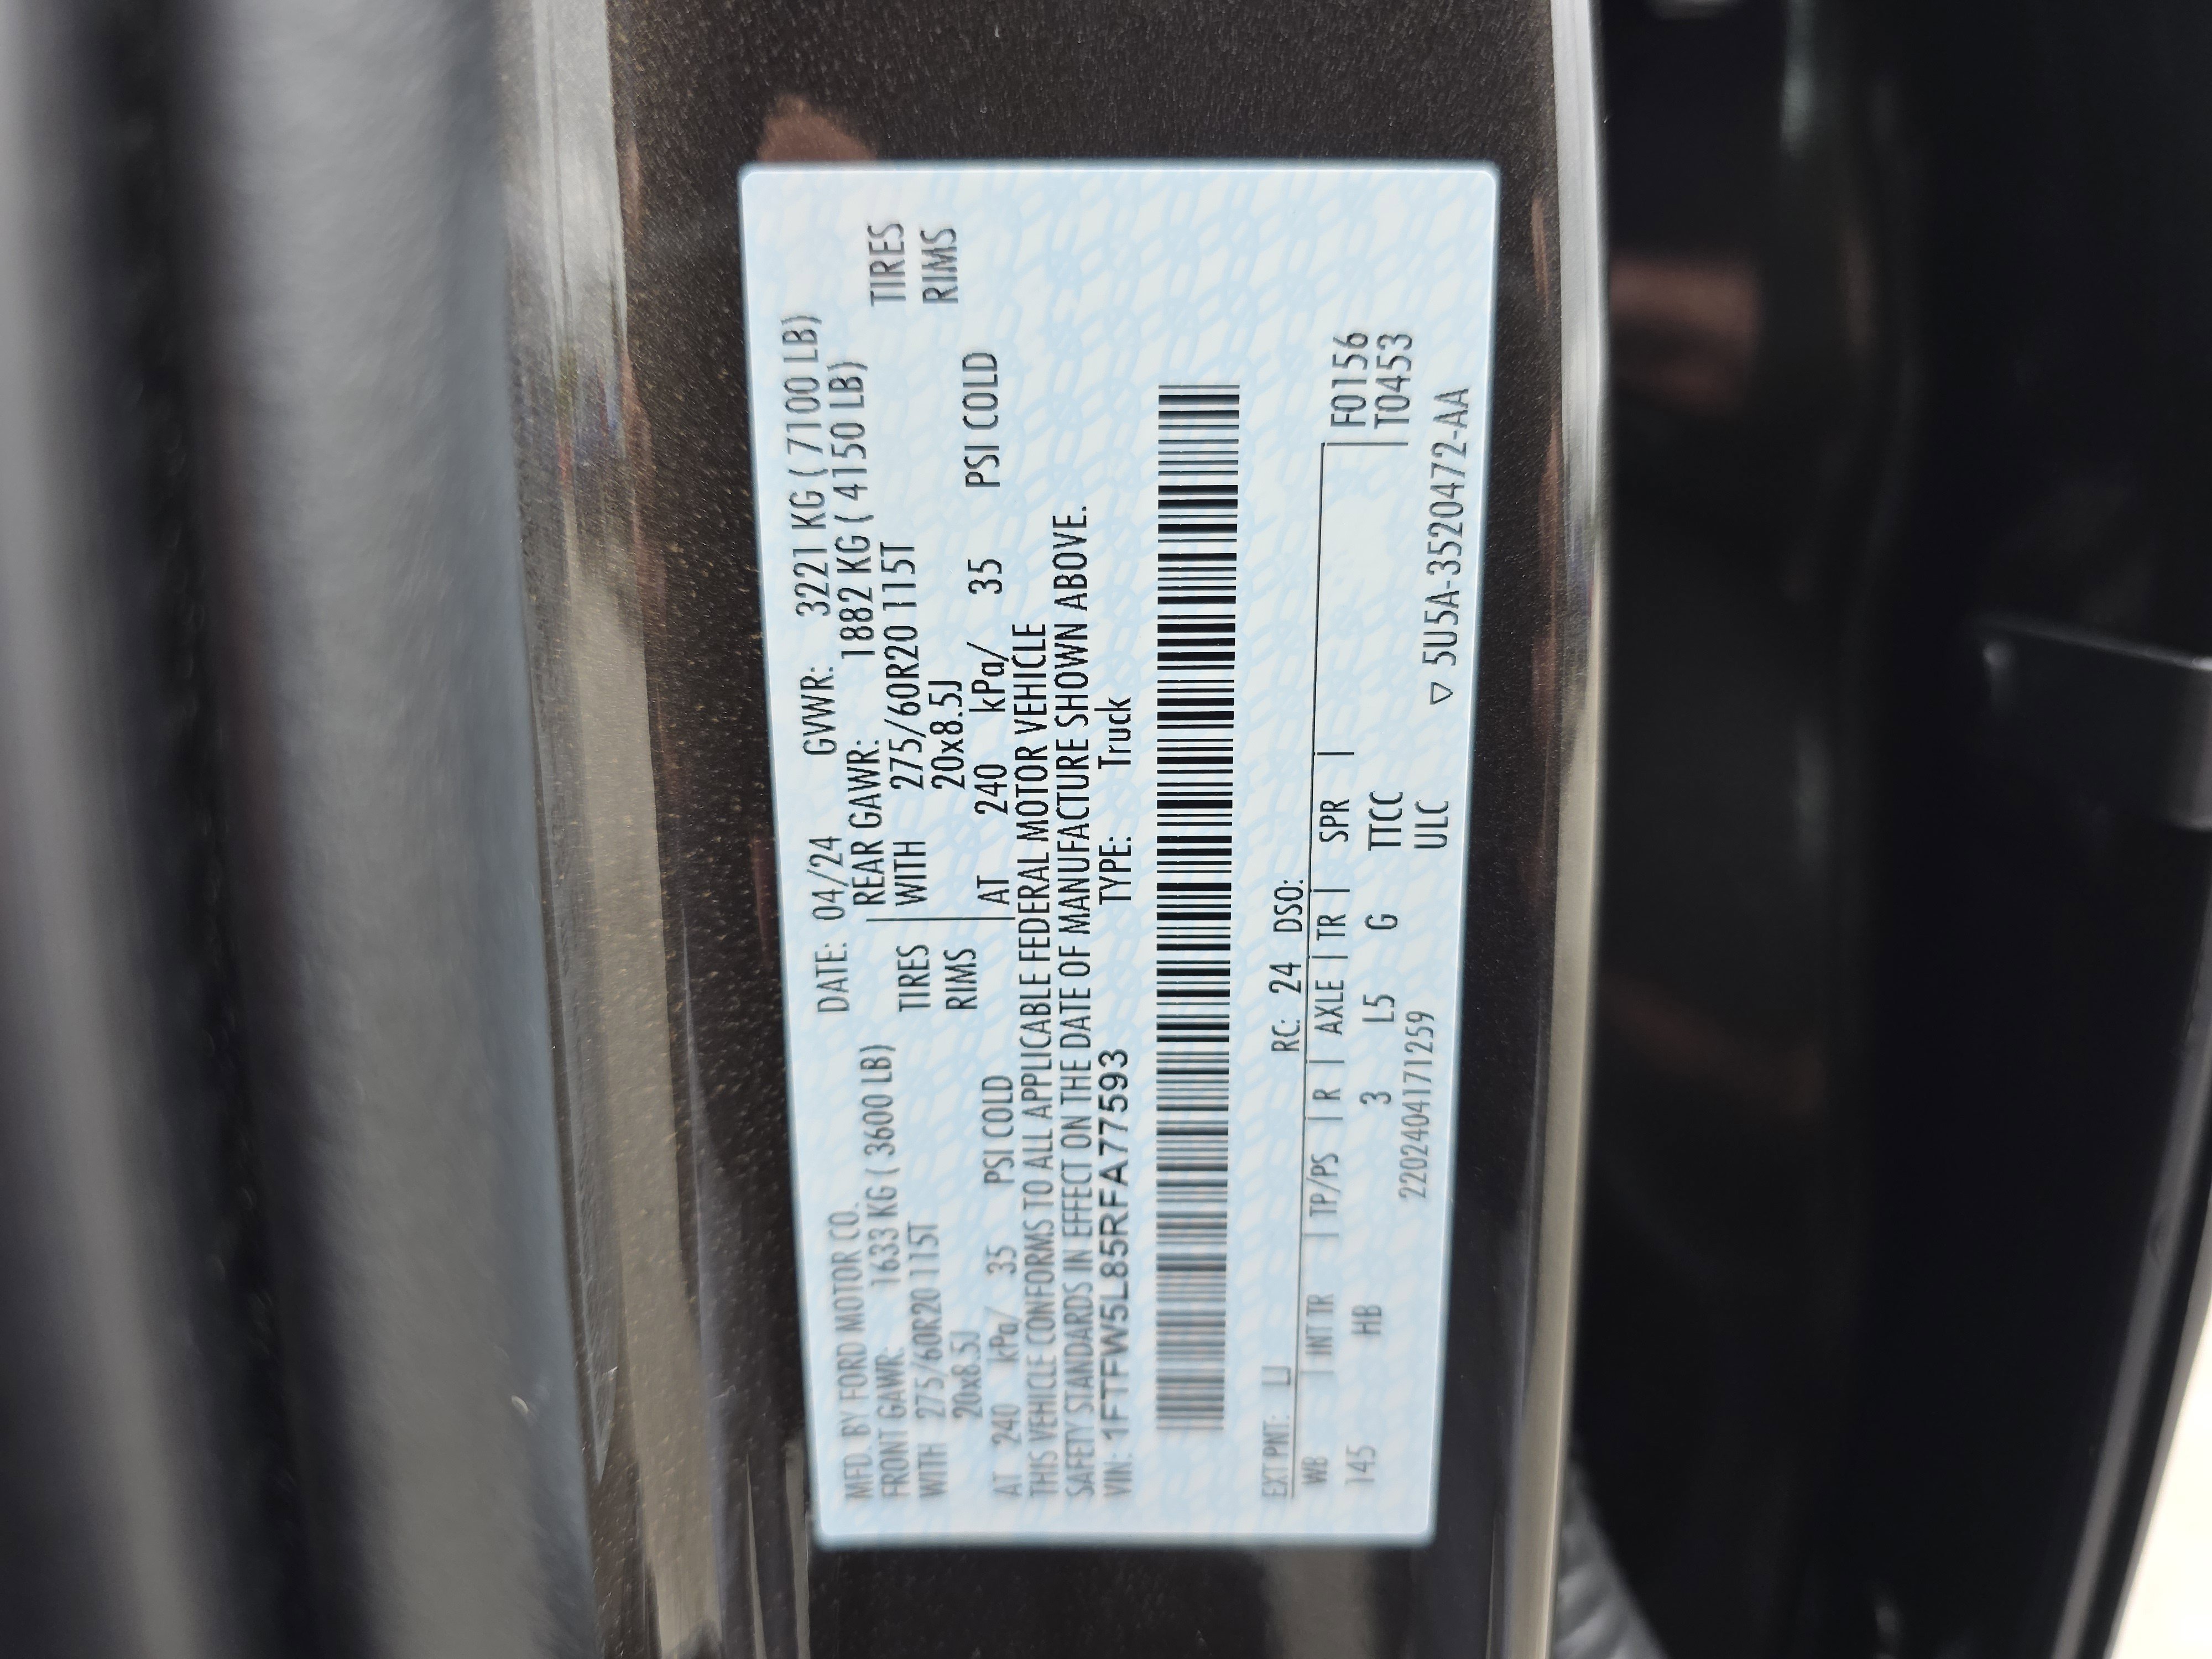 MFD. BY FORD MOTOR CO. DATE: 04/24 GVWR: 3221 KG ( 7100 LB)
FRONT GAWR: 1633 KG ( 3600 LB) REAR GAWR: 1882 KG ( 4150 LB)
WITH 275/60R20 115T TIRES WITH 275/60R20 115T TIRES
20x8.5J RIMS 20x8.5J RIMS
AT 240 kPa/ 35 PSI COLD AT 240 kPa/ 35 PSI COLD
THIS VEHICLE CONFORMS TO ALL APPLICABLE FEDERAL MOTOR VEHICLE
SAFETY STANDARDS IN EFFECT ON THE DATE OF MANUFACTURE SHOWN ABOVE.
VIN: 1FTFW5L85RFA77593 TYPE: Truck
EXT PNT: LJ RC: 24 DSO:
WB | INT TR | TP/PS | R | AXLE | TR | SPR | | F0156
145 HB 3 L5 G TTCC T0453
2202404171259 ULC ▽ 5U5A-3520472-AA